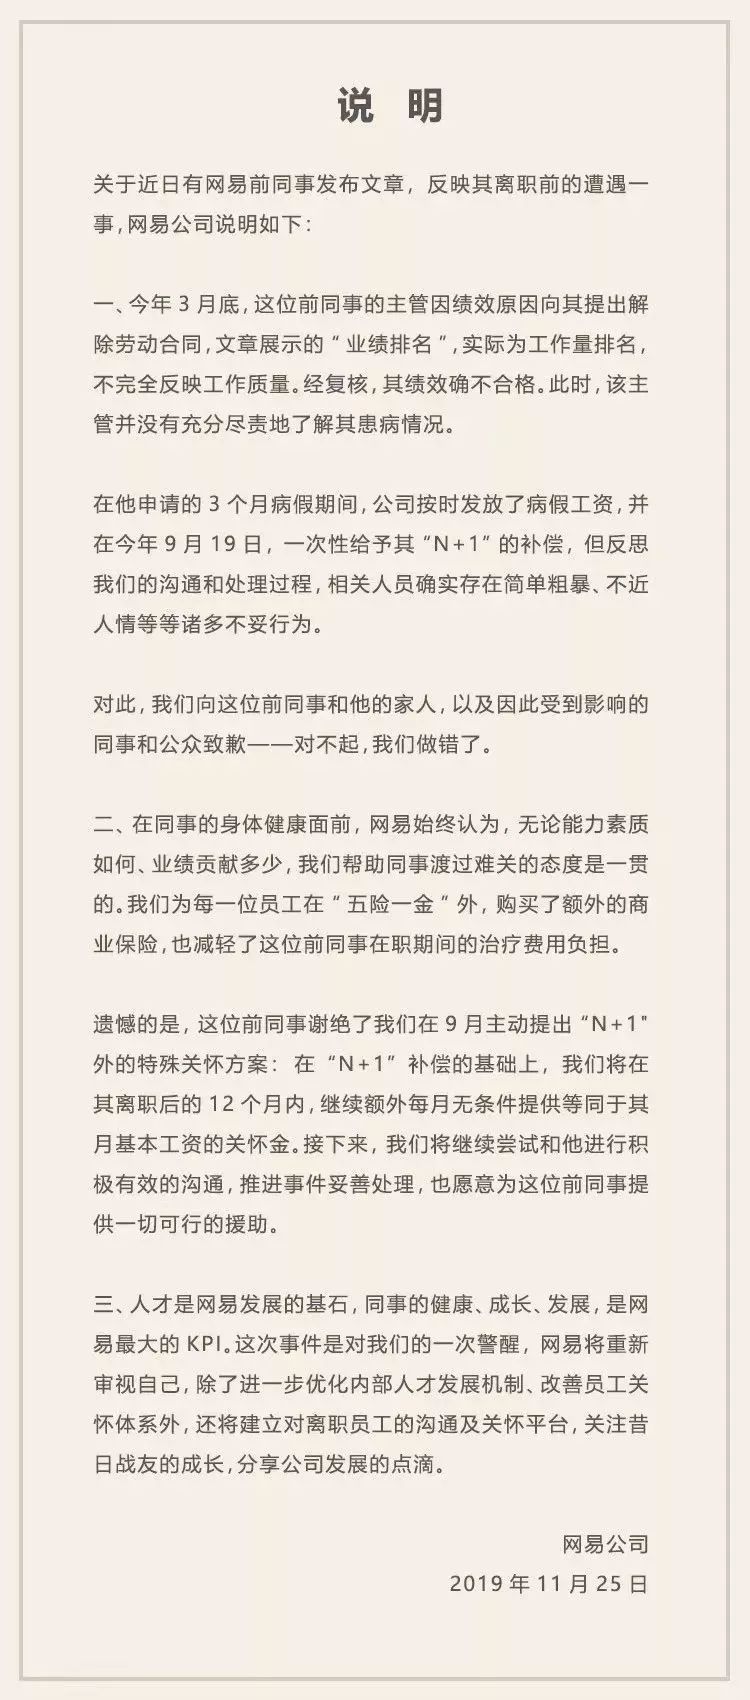 说 明
关于近日有网易前同事发布文章，反映其离职前的遭遇一
事，网易公司说明如下：
一、今年 3 月底，这位前同事的主管因绩效原因向其提出解
除劳动合同，文章展示的“业绩排名”，实际为工作量排名，
不完全反映工作质量。经复核，其绩效确不合格。此时，该主
管并没有充分尽责地了解其患病情况。
在他申请的 3 个月病假期间，公司按时发放了病假工资，并
在今年 9 月 19 日，一次性给予其“N+1”的补偿，但反思
我们的沟通和处理过程，相关人员确实存在简单粗暴、不近
人情等等诸多不妥行为。
对此，我们向这位前同事和他的家人，以及因此受到影响的
同事和公众致歉——对不起，我们做错了。
二、在同事的身体健康面前，网易始终认为，无论能力素质
如何、业绩贡献多少，我们帮助同事渡过难关的态度是一贯
的。我们为每一位员工在“五险一金”外，购买了额外的商
业保险，也减轻了这位前同事在职期间的治疗费用负担。
遗憾的是，这位前同事谢绝了我们在 9 月主动提出“N+1"
外的特殊关怀方案：在“N+1”补偿的基础上，我们将在
其离职后的 12 个月内，继续额外每月无条件提供等同于其
月基本工资的关怀金。接下来，我们将继续尝试和他进行积
极有效的沟通，推进事件妥善处理，也愿意为这位前同事提
供一切可行的援助。
三、人才是网易发展的基石，同事的健康、成长、发展，是网
易最大的 KPI。这次事件是对我们的一次警醒，网易将重新
审视自己，除了进一步优化内部人才发展机制、改善员工关
怀体系外，还将建立对离职员工的沟通及关怀平台，关注昔
日战友的成长，分享公司发展的点滴。
网易公司
2019 年 11 月 25 日